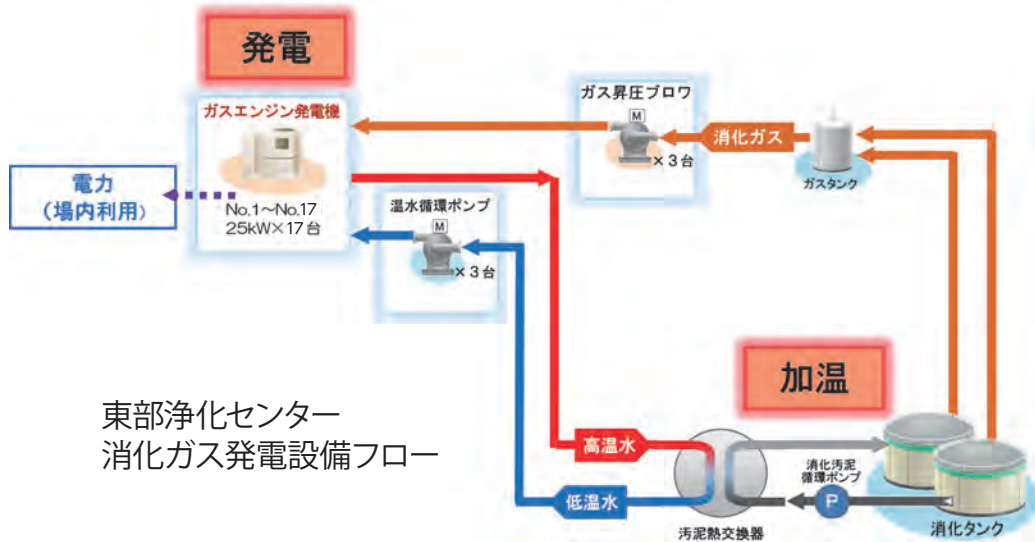 発電
ガスエンジン発電機
No.1～No.17
25kW×17台
電力
（場内利用）
ガス昇圧ブロワ
M
×3台
消化ガス
ガスタンク
温水循環ポンプ
M
×3台
加温
東部浄化センター
消化ガス発電設備フロー
高温水
低温水
汚泥熱交換器
消化汚泥
循環ポンプ
P
消化タンク